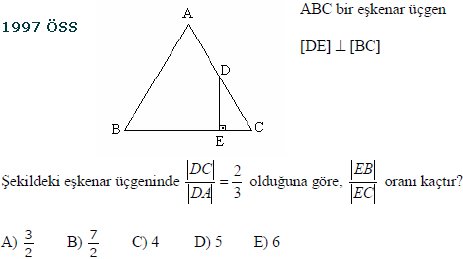 1997 ÖSS
ABC bir eşkenar üçgen
[DE] ⊥ [BC]
A
D
B
E
C
Şekildeki eşkenar üçgeninde |DC|/|DA| = 2/3 olduğuna göre, |EB|/|EC| oranı kaçtır?
A) 3/2 B) 7/2 C) 4 D) 5 E) 6